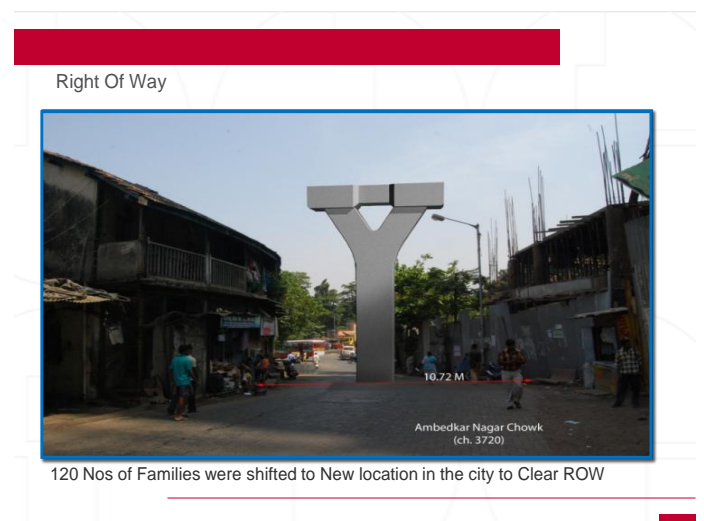 Right Of Way
10.72 M
Ambedkar Nagar Chowk
(ch. 3720)
120 Nos of Families were shifted to New location in the city to Clear ROW